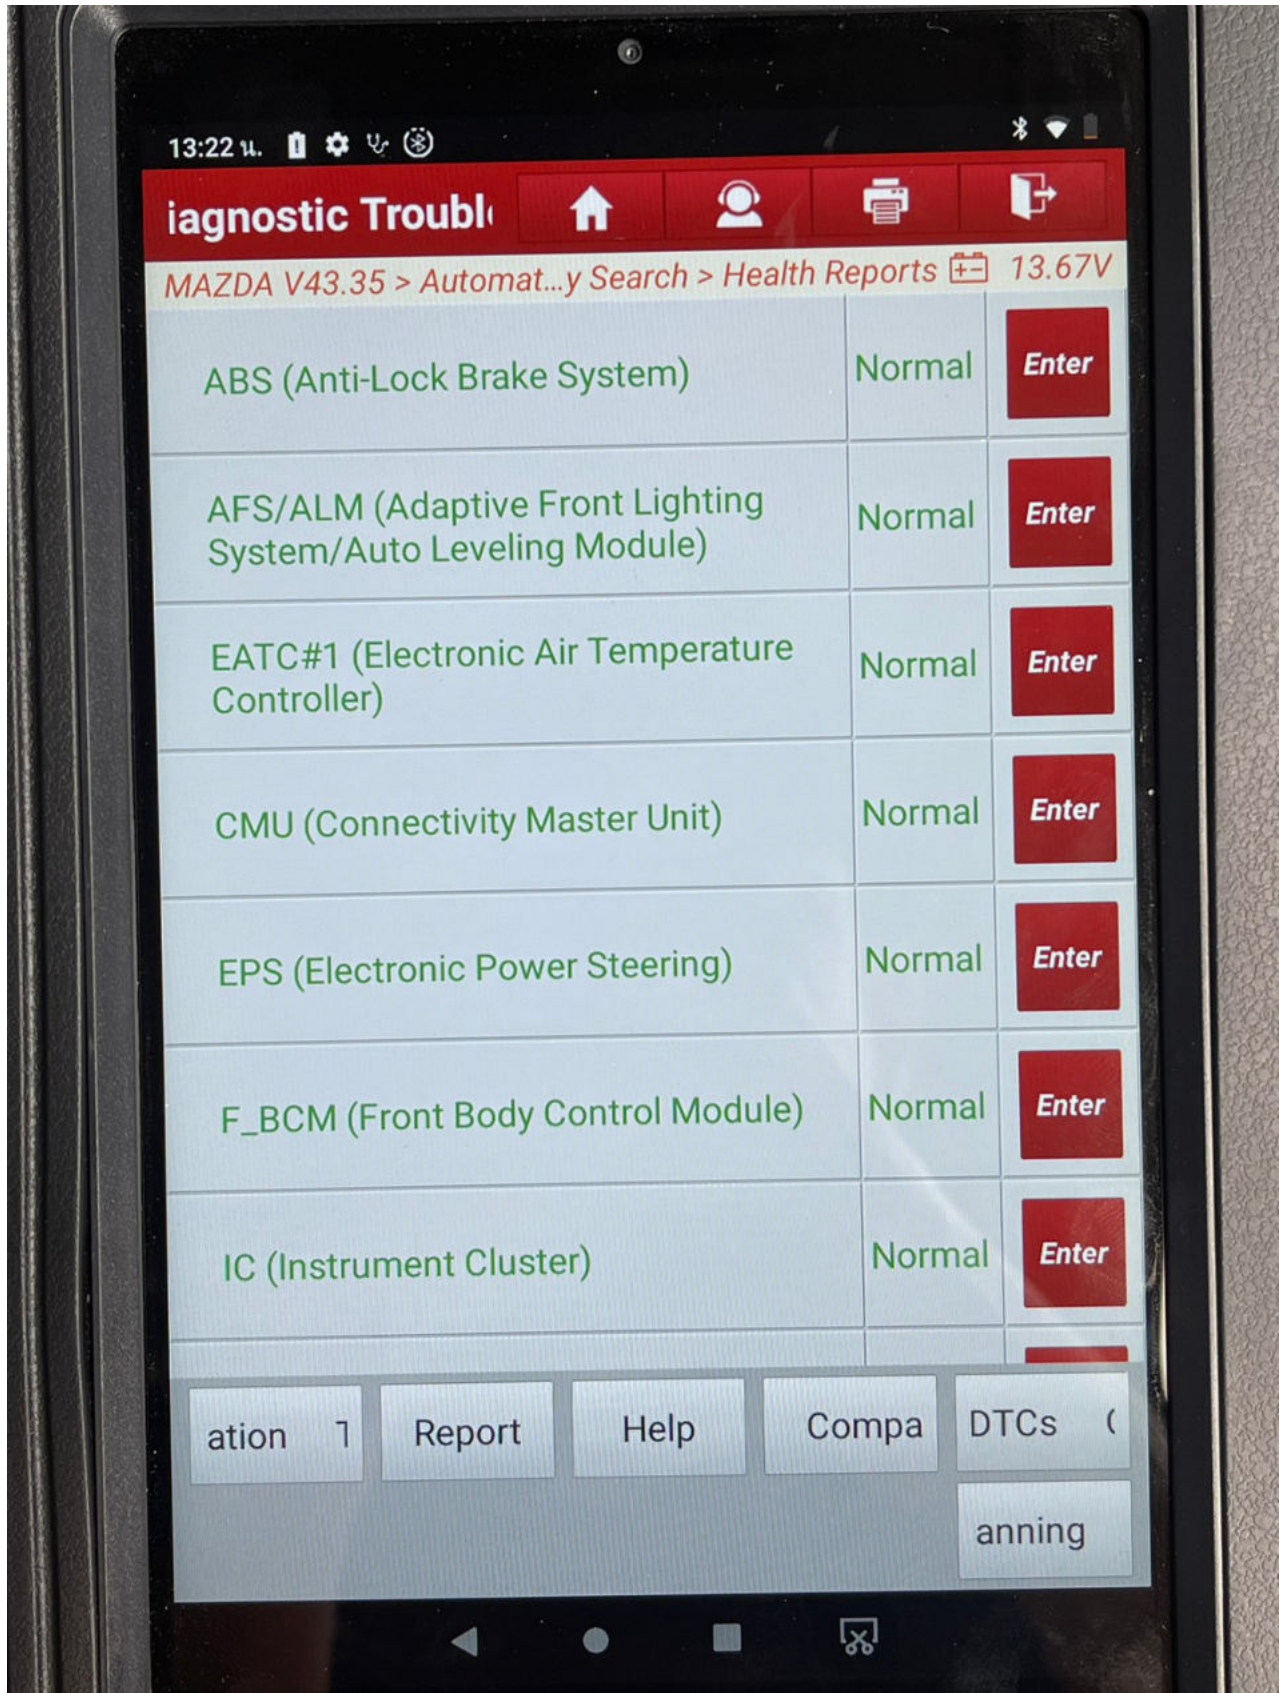 13:22 น.
iagnostic Trouble
MAZDA V43.35 > Automat...y Search > Health Reports 13.67V
ABS (Anti-Lock Brake System) Normal Enter
AFS/ALM (Adaptive Front Lighting
System/Auto Leveling Module) Normal Enter
EATC#1 (Electronic Air Temperature
Controller) Normal Enter
CMU (Connectivity Master Unit) Normal Enter
EPS (Electronic Power Steering) Normal Enter
F_BCM (Front Body Control Module) Normal Enter
IC (Instrument Cluster) Normal Enter
ation Report Help Compa DTCs
anning